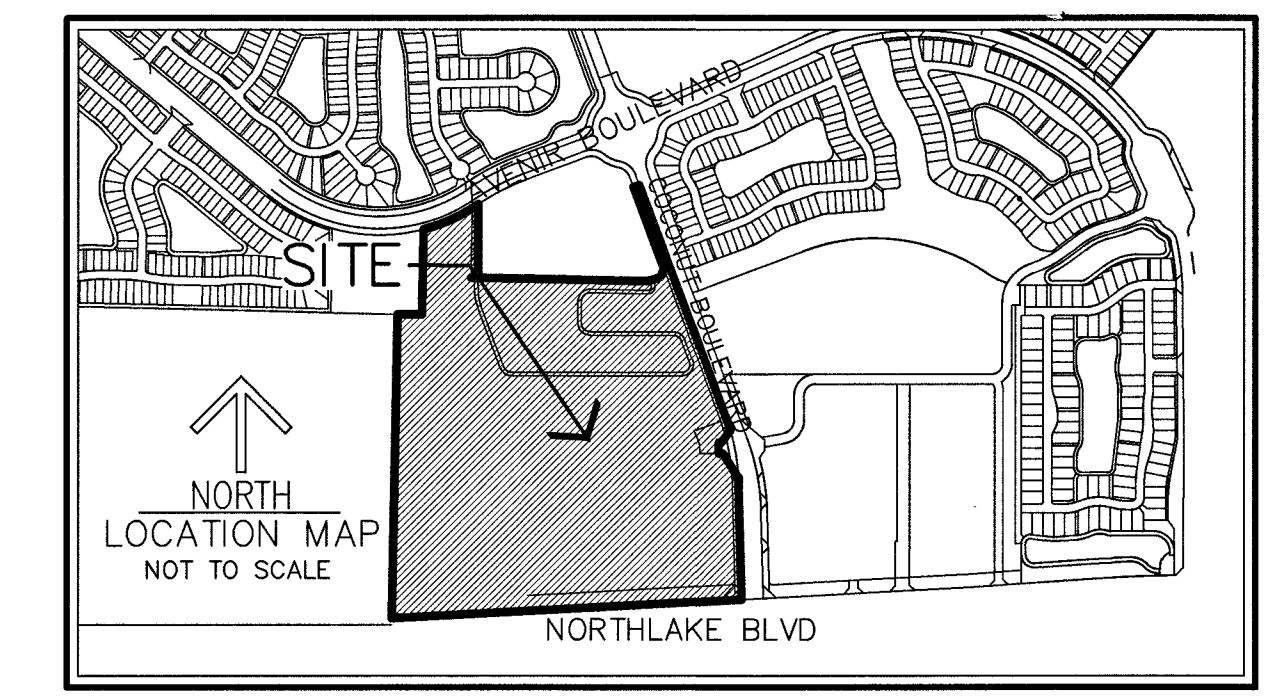 AVENIR BOULEVARD
COCONUT BOULEVARD
SITE
NORTH
LOCATION MAP
NOT TO SCALE
NORTHLAKE BLVD